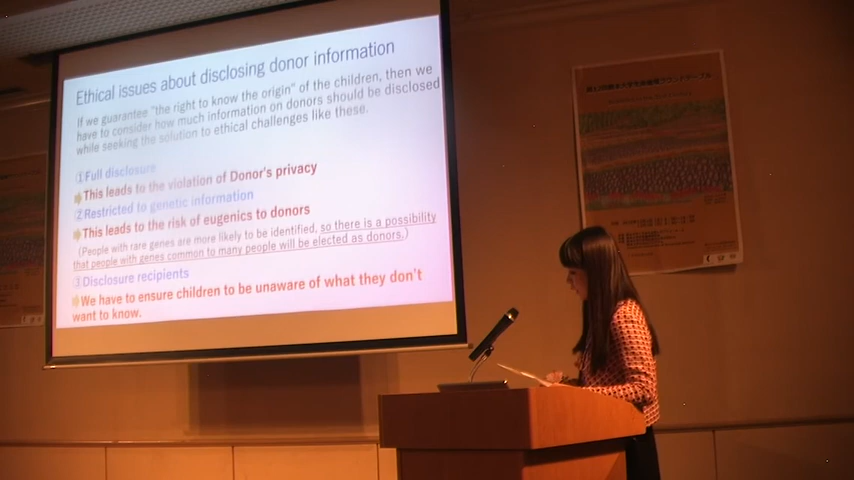 Ethical issues about disclosing donor information
If we guarantee "the right to know the origin" of the children, then we
have to consider how much information on donors should be disclosed
while seeking the solution to ethical challenges like these.
①Full disclosure
➡This leads to the violation of Donor's privacy
②Restricted to genetic information
➡This leads to the risk of eugenics to donors
(People with rare genes are more likely to be identified, so there is a possibility
that people with genes common to many people will be elected as donors.)
③Disclosure recipients
➡We have to ensure children to be unaware of what they don't
want to know.